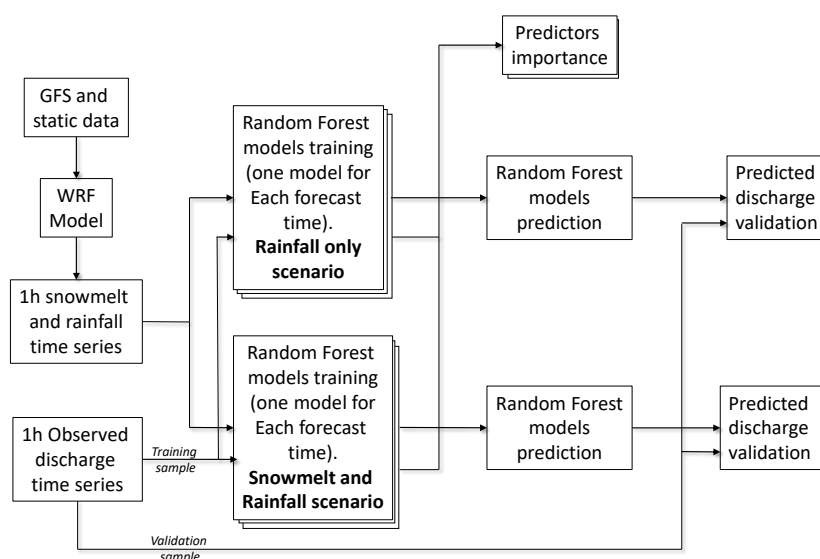 Predictors
importance
GFS and
static data
WRF
Model
1h snowmelt
and rainfall
time series
1h Observed
discharge
time series
Training
sample
Validation
sample
Random Forest
models training
(one model for
Each forecast
time).
Rainfall only
scenario
Random Forest
models training
(one model for
Each forecast
time).
Snowmelt and
Rainfall scenario
Random Forest
models
prediction
Random Forest
models
prediction
Predicted
discharge
validation
Predicted
discharge
validation